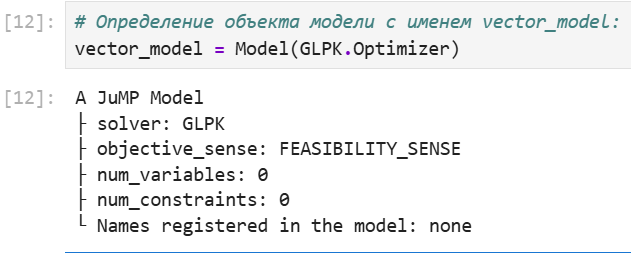 [12]: # Определение объекта модели с именем vector_model:
vector_model = Model(GLPK.Optimizer)
[12]: A JuMP Model
├ solver: GLPK
├ objective_sense: FEASIBILITY_SENSE
├ num_variables: 0
├ num_constraints: 0
└ Names registered in the model: none